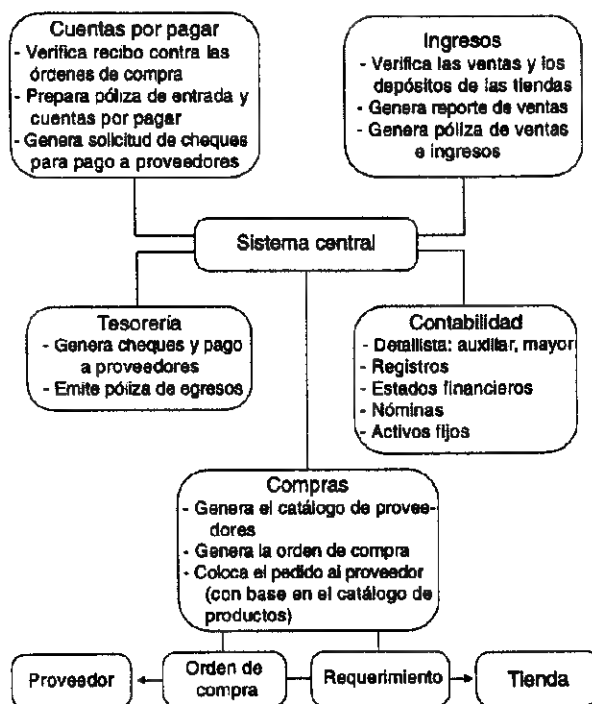 Cuentas por pagar
- Verifica recibo contra las
órdenes de compra
- Prepara póliza de entrada y
cuentas por pagar
- Genera solicitud de cheques
para pago a proveedores
Ingresos
- Verifica las ventas y los
depósitos de las tiendas
- Genera reporte de ventas
- Genera póliza de ventas
e ingresos
Sistema central
Tesorería
- Genera cheques y pago
a proveedores
- Emite póliza de egresos
Contabilidad
- Detallista: auxiliar, mayor
- Registros
- Estados financieros
- Nóminas
- Activos fijos
Compras
- Genera el catálogo de provee-
dores
- Genera la orden de compra
- Coloca el pedido al proveedor
(con base en el catálogo de
productos)
Proveedor
Orden de
compra
Requerimiento
Tienda